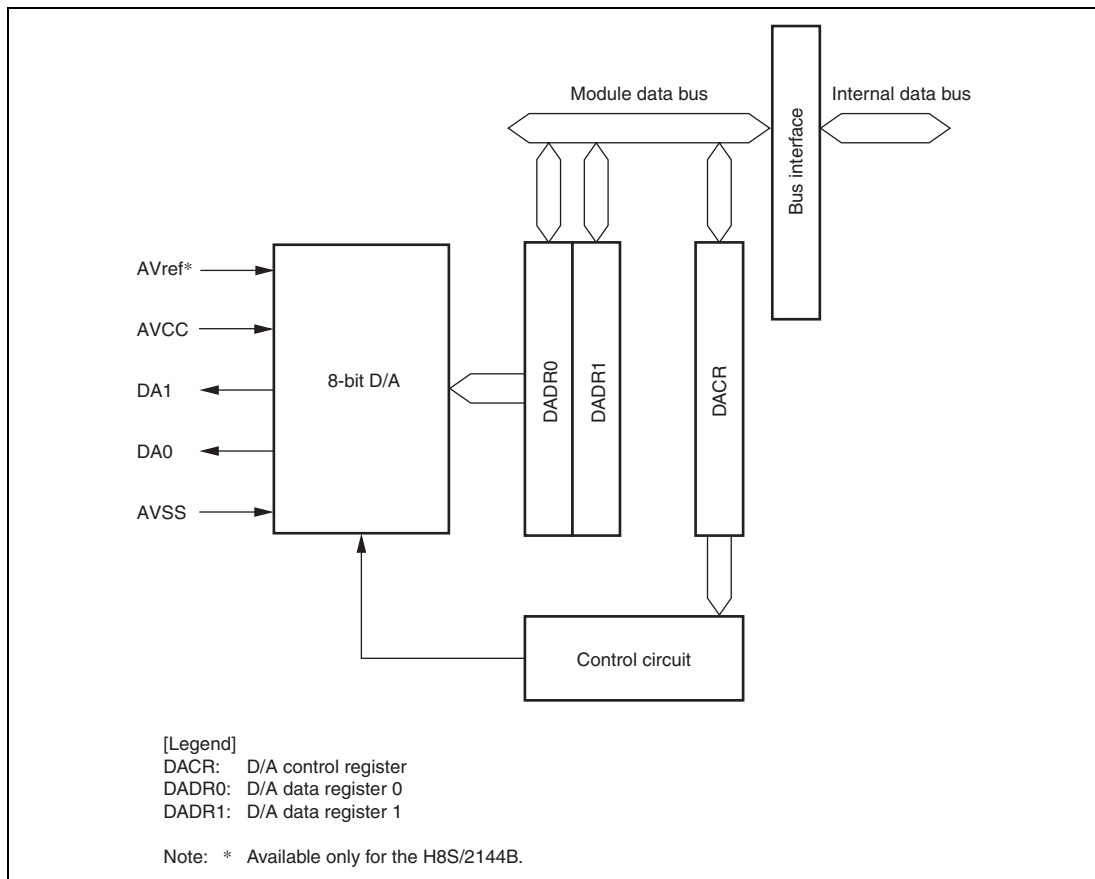 Module data bus
Internal data bus
Bus interface
AVref*
AVCC
DA1
DA0
AVSS
8-bit D/A
DADR0
DADR1
DACR
Control circuit
[Legend]
DACR: D/A control register
DADR0: D/A data register 0
DADR1: D/A data register 1
Note: * Available only for the H8S/2144B.